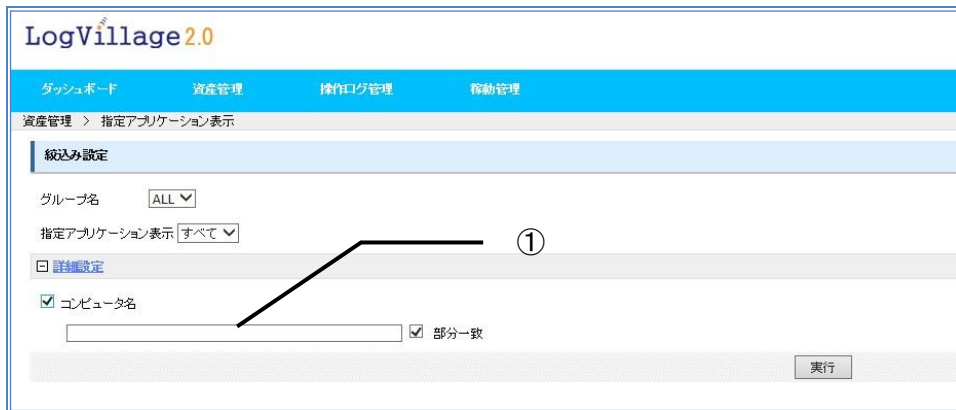 LogVillage 2.0
ダッシュボード 資産管理 操作ログ管理 稼動管理
資産管理 > 指定アプリケーション表示
絞込み設定
グループ名 ALL
指定アプリケーション表示 すべて
①
詳細設定
コンピュータ名
部分一致
実行